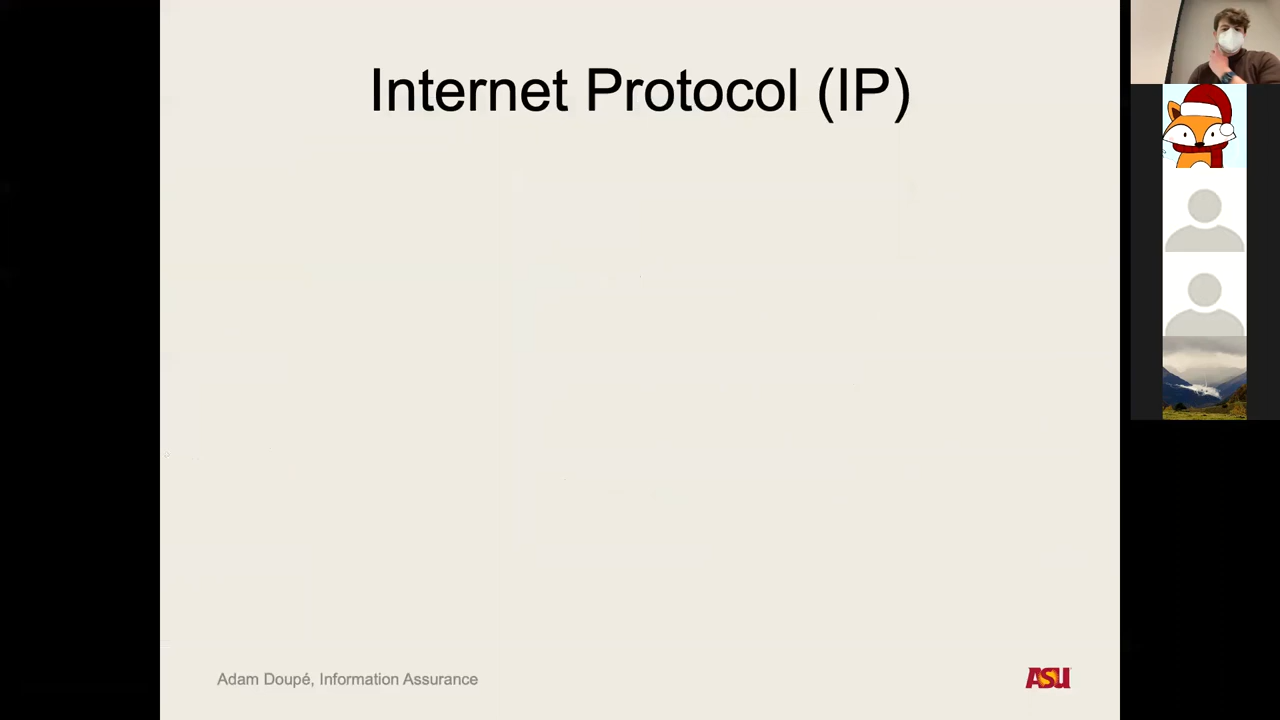 Internet Protocol (IP)
Adam Doupé, Information Assurance
ASU